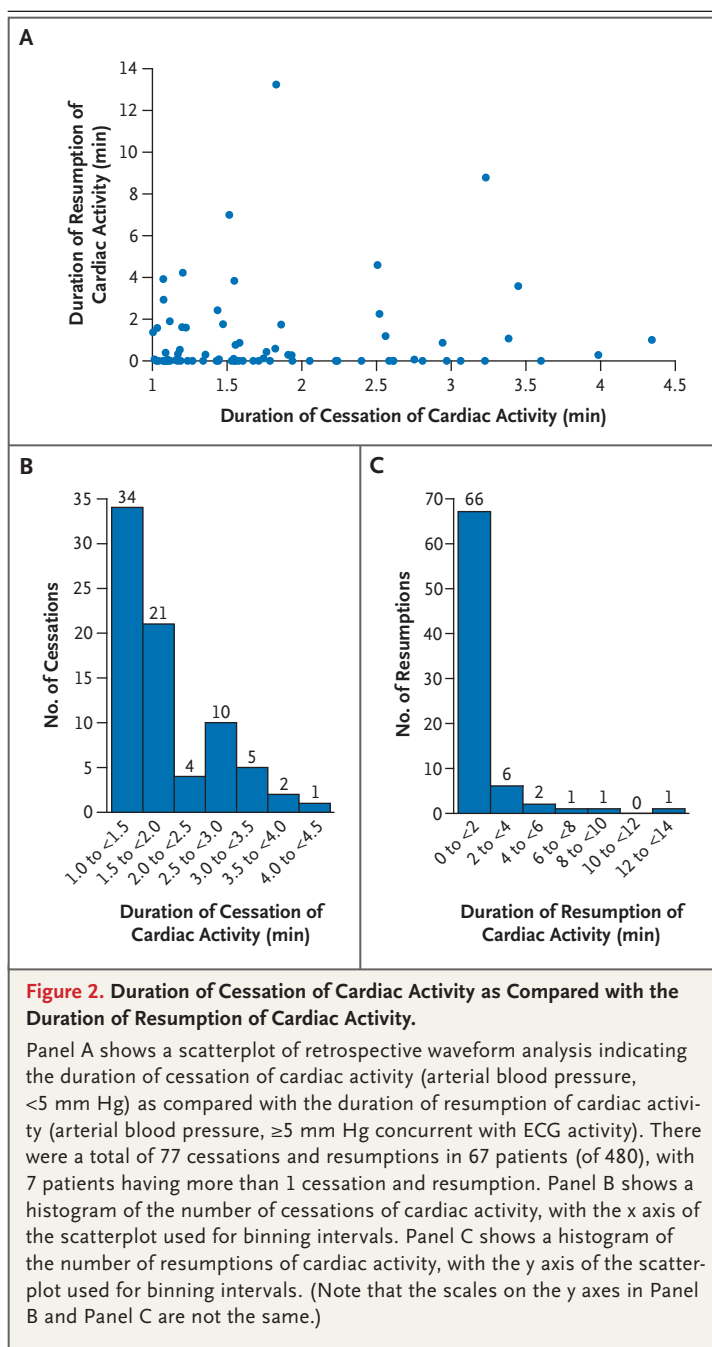 A
14
12
10
8
6
4
2
0
Duration of Resumption of
Cardiac Activity (min)
1 1.5 2 2.5 3 3.5 4 4.5
Duration of Cessation of Cardiac Activity (min)
B
35
30
25
20
15
10
5
0
No. of Cessations
34
21
4
10
5
2
1
1.0 to <1.5
1.5 to <2.0
2.0 to <2.5
2.5 to <3.0
3.0 to <3.5
3.5 to <4.0
4.0 to <4.5
Duration of Cessation of
Cardiac Activity (min)
C
70
60
50
40
30
20
10
0
No. of Resumptions
66
6
2
1
1
0
1
0 to <2
2 to <4
4 to <6
6 to <8
8 to <10
10 to <12
12 to <14
Duration of Resumption of
Cardiac Activity (min)
Figure 2. Duration of Cessation of Cardiac Activity as Compared with the
Duration of Resumption of Cardiac Activity.
Panel A shows a scatterplot of retrospective waveform analysis indicating
the duration of cessation of cardiac activity (arterial blood pressure,
<5 mm Hg) as compared with the duration of resumption of cardiac activi-
ty (arterial blood pressure, ≥5 mm Hg concurrent with ECG activity). There
were a total of 77 cessations and resumptions in 67 patients (of 480), with
7 patients having more than 1 cessation and resumption. Panel B shows a
histogram of the number of cessations of cardiac activity, with the x axis of
the scatterplot used for binning intervals. Panel C shows a histogram of
the number of resumptions of cardiac activity, with the y axis of the scatter-
plot used for binning intervals. (Note that the scales on the y axes in Panel
B and Panel C are not the same.)